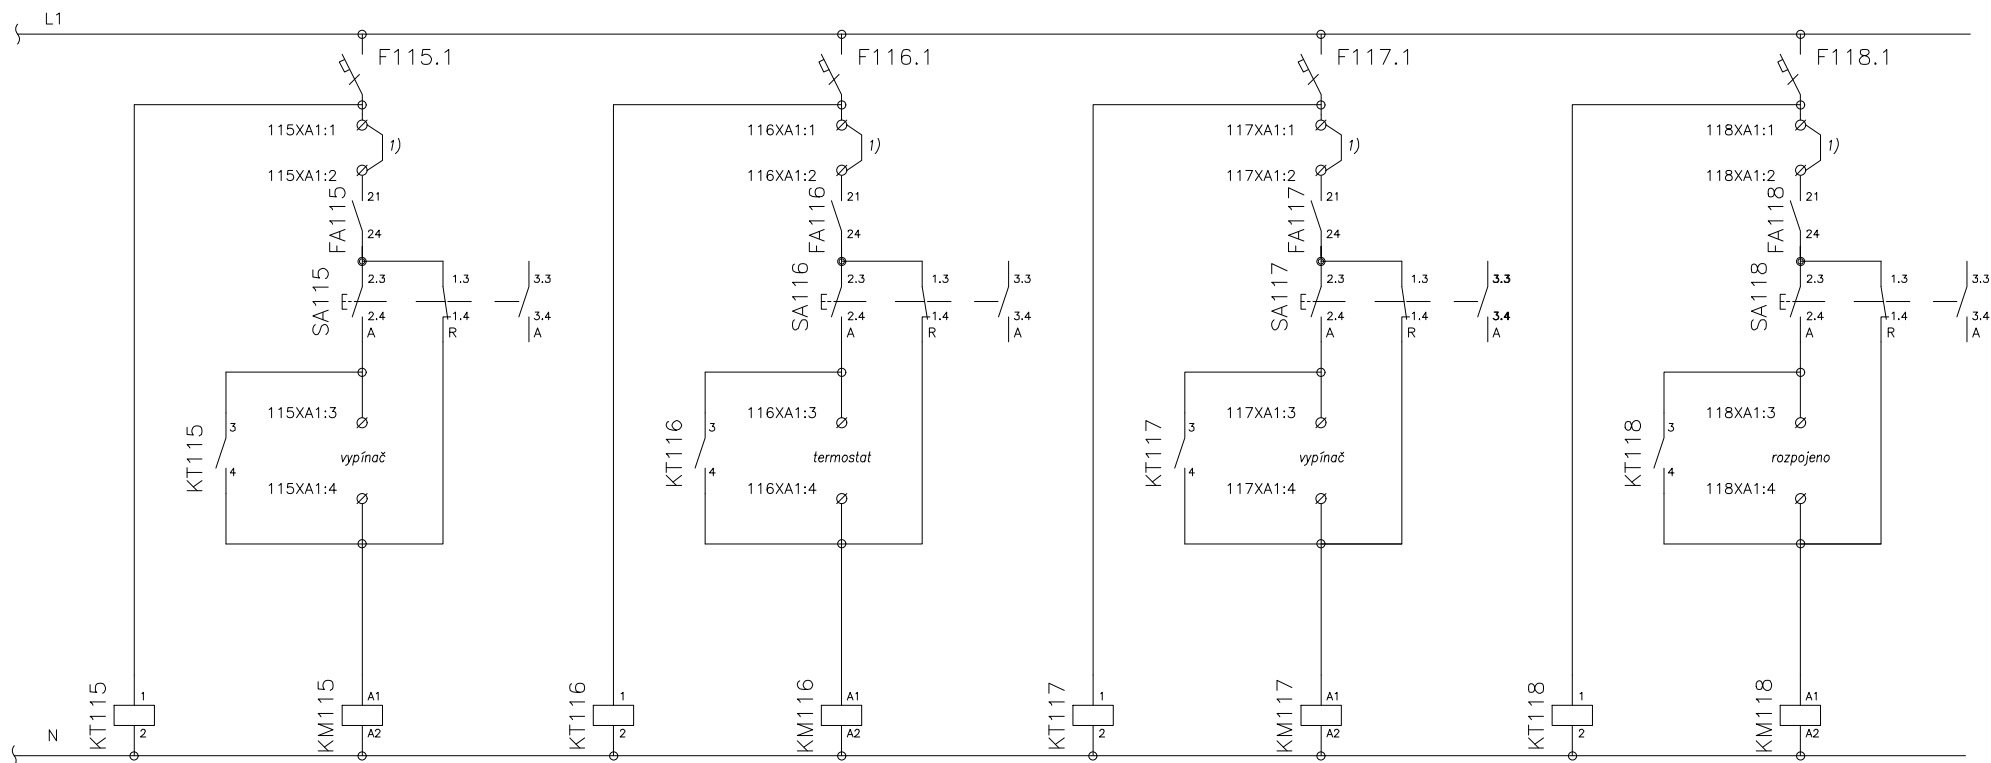 L1
F115.1
F116.1
F117.1
F118.1
115XA1:1
1)
116XA1:1
1)
117XA1:1
1)
118XA1:1
1)
115XA1:2
116XA1:2
117XA1:2
118XA1:2
FA115
21
24
FA116
21
24
FA117
21
24
FA118
21
24
SA115
2.3
2.4
A
1.3
1.4
R
3.3
3.4
A
SA116
2.3
2.4
A
1.3
1.4
R
3.3
3.4
A
SA117
2.3
2.4
A
1.3
1.4
R
3.3
3.4
A
SA118
2.3
2.4
A
1.3
1.4
R
3.3
3.4
A
KT115
3
4
115XA1:3
vypínač
115XA1:4
KT116
3
4
116XA1:3
termostat
116XA1:4
KT117
3
4
117XA1:3
vypínač
117XA1:4
KT118
3
4
118XA1:3
rozpojeno
118XA1:4
N
KT115
1
2
KM115
A1
A2
KT116
1
2
KM116
A1
A2
KT117
1
2
KM117
A1
A2
KT118
1
2
KM118
A1
A2